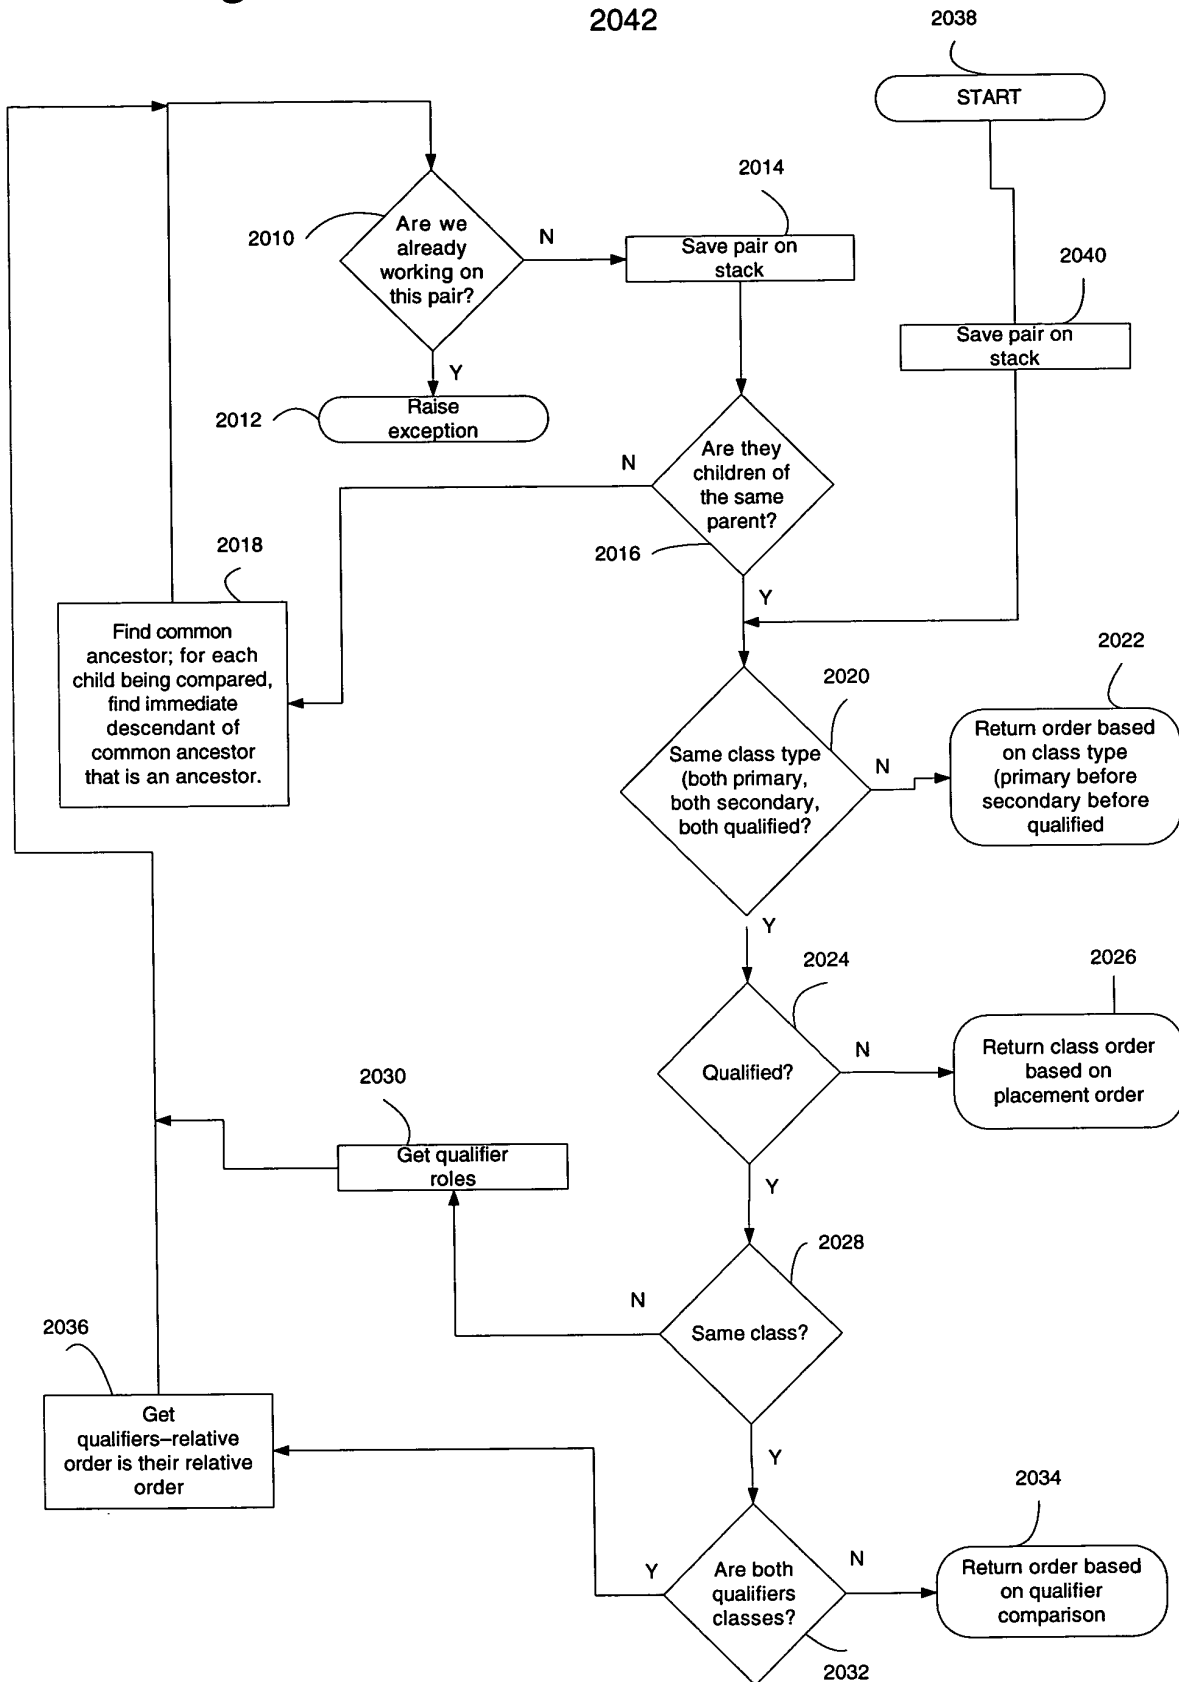 2042
2038
START
2014
2010
Are we
already
working on
this pair?
N
Save pair on
stack
2040
Save pair on
stack
Y
2012
Raise
exception
N
Are they
children of
the same
parent?
2016
2018
Y
Find common
ancestor; for each
child being compared,
find immediate
descendant of
common ancestor
that is an ancestor.
2022
2020
Return order based
on class type
(primary before
secondary before
qualified
Same class type
(both primary,
both secondary,
both qualified?
N
Y
2024
2026
Qualified?
N
Return class order
based on
placement order
2030
Get qualifier
roles
Y
2028
N
Same class?
2036
Get
qualifiers–relative
order is their relative
order
Y
2034
Y
Are both
qualifiers
classes?
N
Return order based
on qualifier
comparison
2032